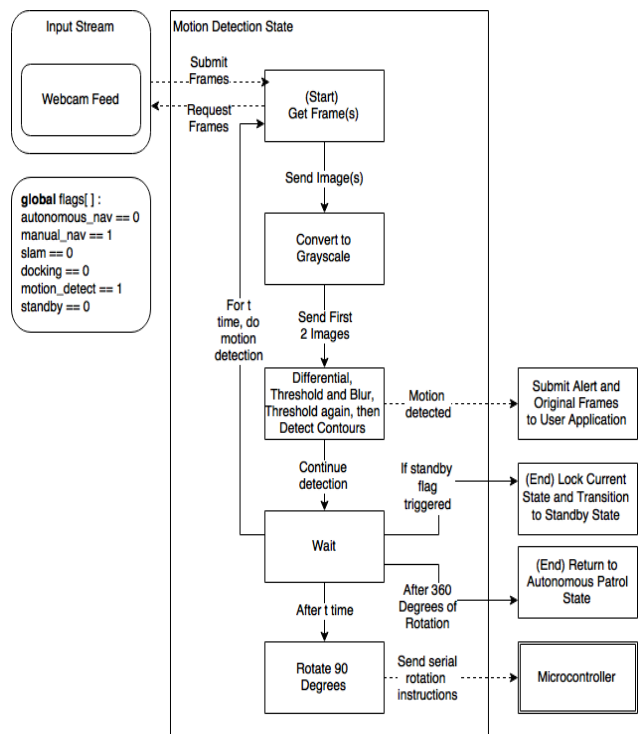 Input Stream
Webcam Feed
global flags[ ] :
autonomous_nav == 0
manual_nav == 1
slam == 0
docking == 0
motion_detect == 1
standby == 0
Motion Detection State
Submit
Frames
Request
Frames
(Start)
Get Frame(s)
Send Image(s)
Convert to
Grayscale
For t
time, do
motion
detection
Send First
2 Images
Differential,
Threshold and Blur,
Threshold again, then
Detect Contours
Motion
detected
Submit Alert and
Original Frames
to User Application
Continue
detection
If standby
flag
triggered
(End) Lock Current
State and Transition
to Standby State
Wait
After 360
Degrees of
Rotation
(End) Return to
Autonomous Patrol
State
After t time
Rotate 90
Degrees
Send serial
rotation
instructions
Microcontroller